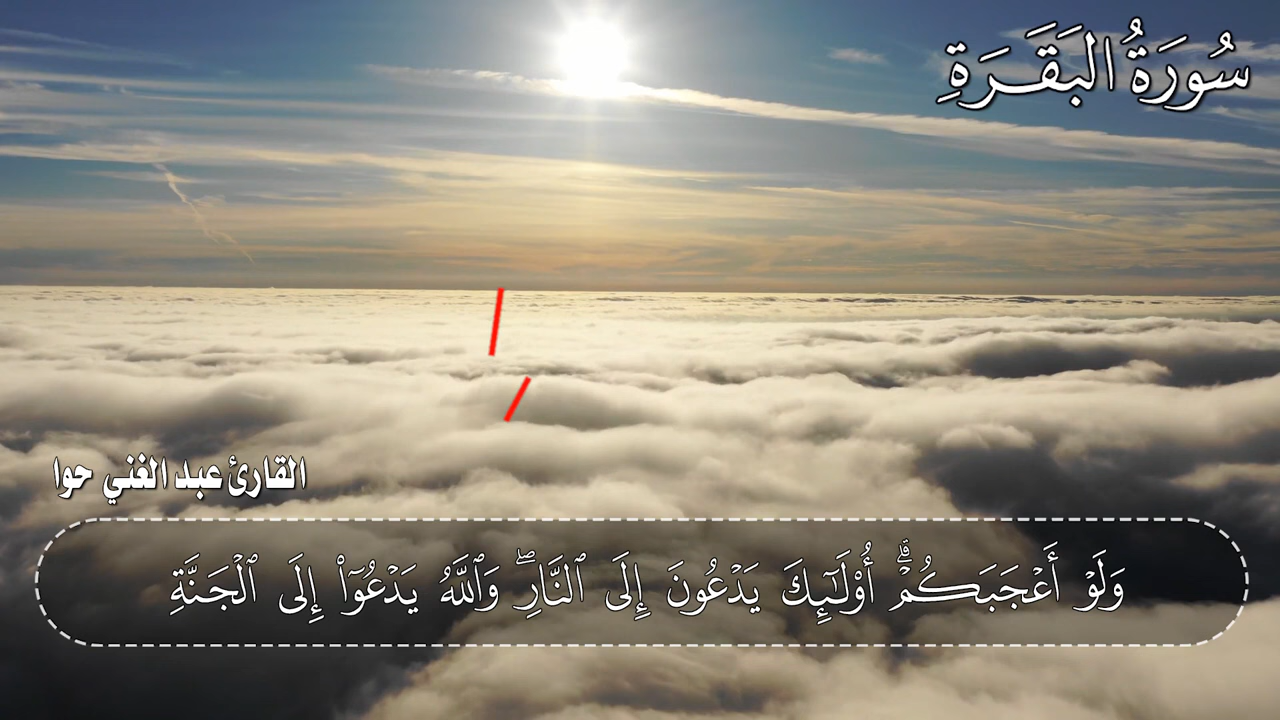 سُورَةُ البَقَرَةِ
القارئ عبد الغني حوا
وَلَوْ أَعْجَبَكُمْ ۗ أُوْلَـٰٓئِكَ يَدْعُونَ إِلَى ٱلنَّارِ ۖ وَٱللَّهُ يَدْعُوٓا۟ إِلَى ٱلْجَنَّةِ